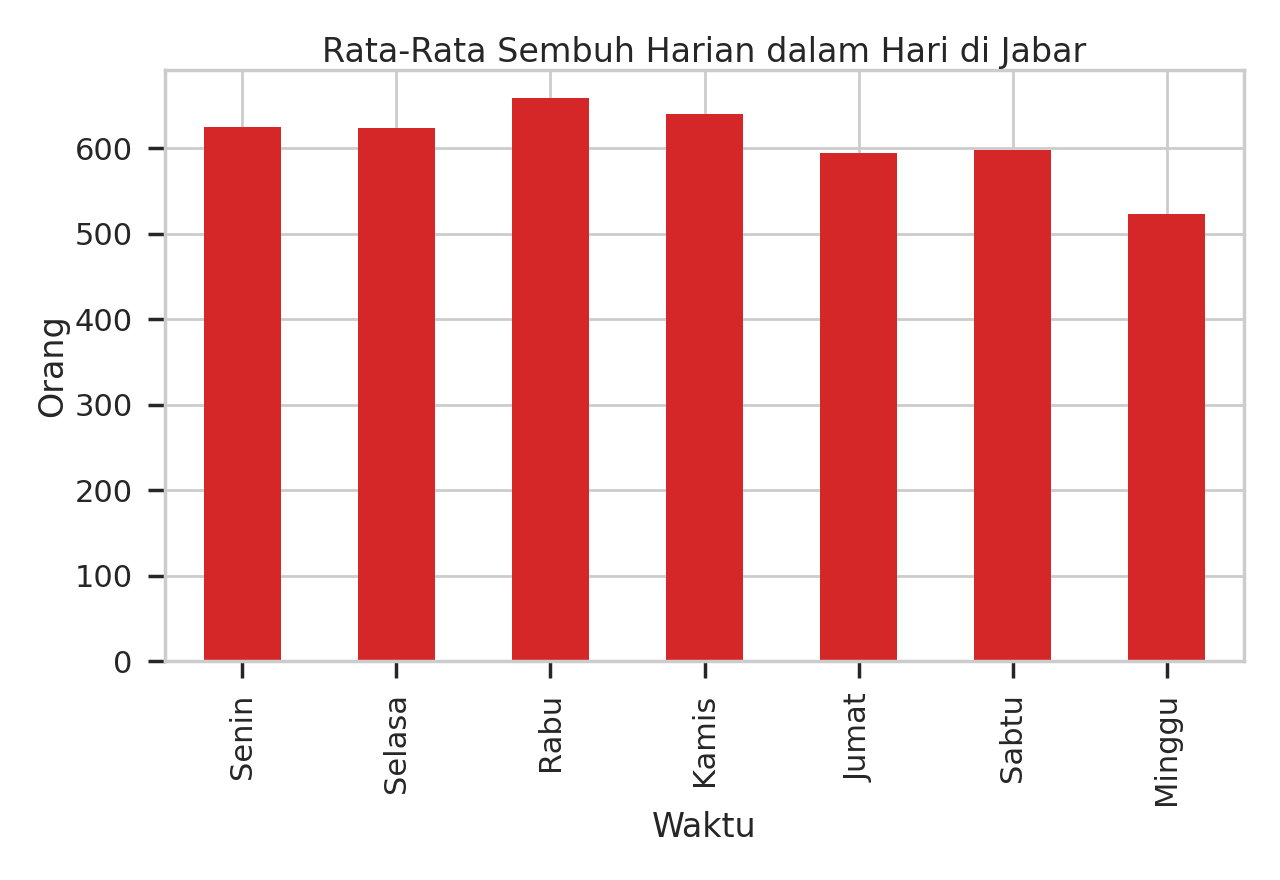 Rata-Rata Sembuh Harian dalam Hari di Jabar
Orang
600
500
400
300
200
100
0
Senin
Selasa
Rabu
Kamis
Jumat
Sabtu
Minggu
Waktu